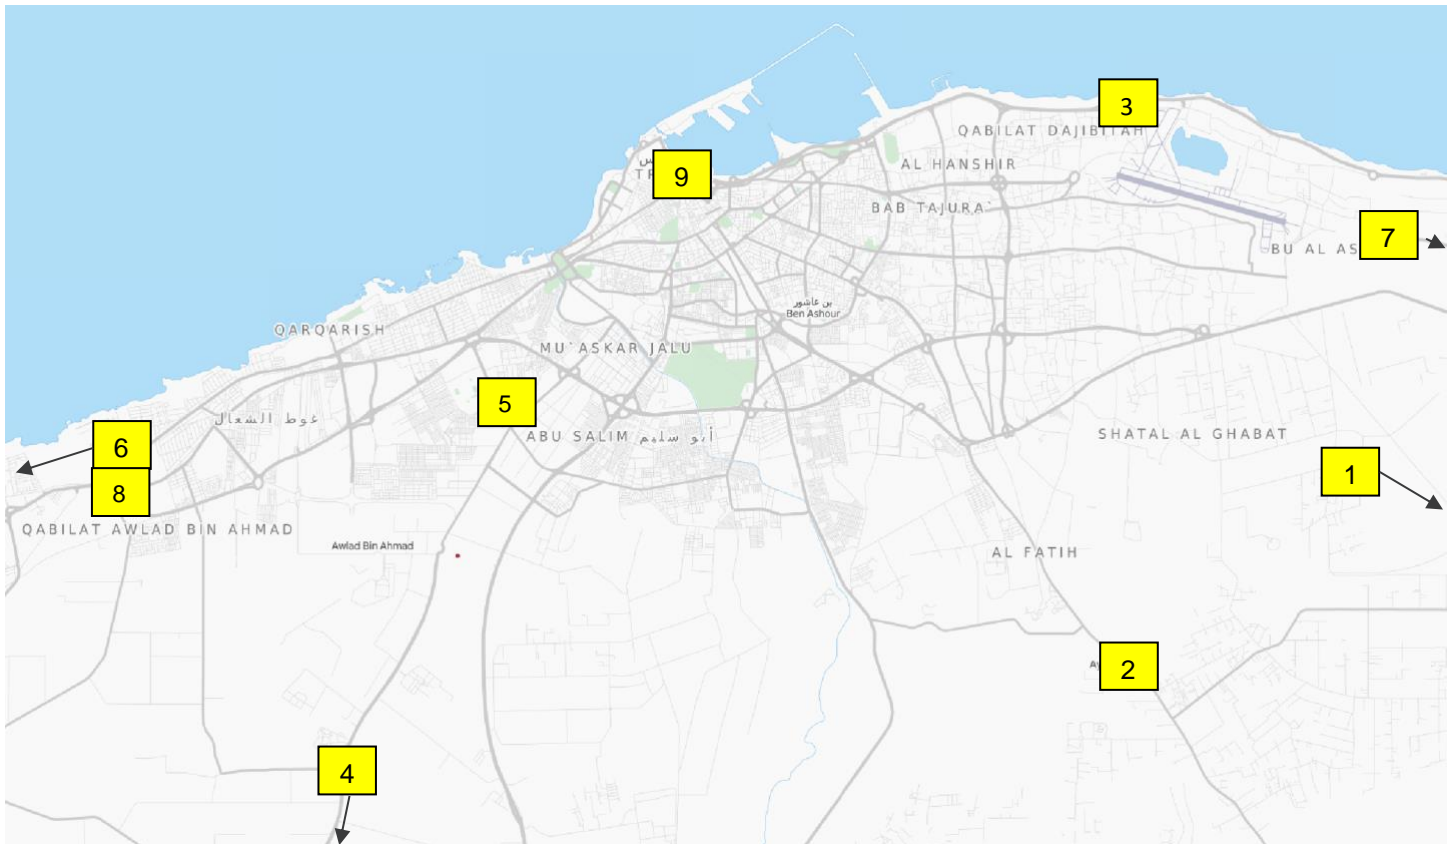 3
QABILAT DAJIBITAH
AL HANSHIR
9
BAB TAJURA`
7
BU AL AS
بن عاشور
Ben Ashour
QARQARISH
MU`ASKAR JALU
5
غوط الشعال
ABU SALIM أبو سليم
SHATAL AL GHABAT
6
8
1
QABILAT AWLAD BIN AHMAD
Awlad Bin Ahmad
AL FATIH
2
4